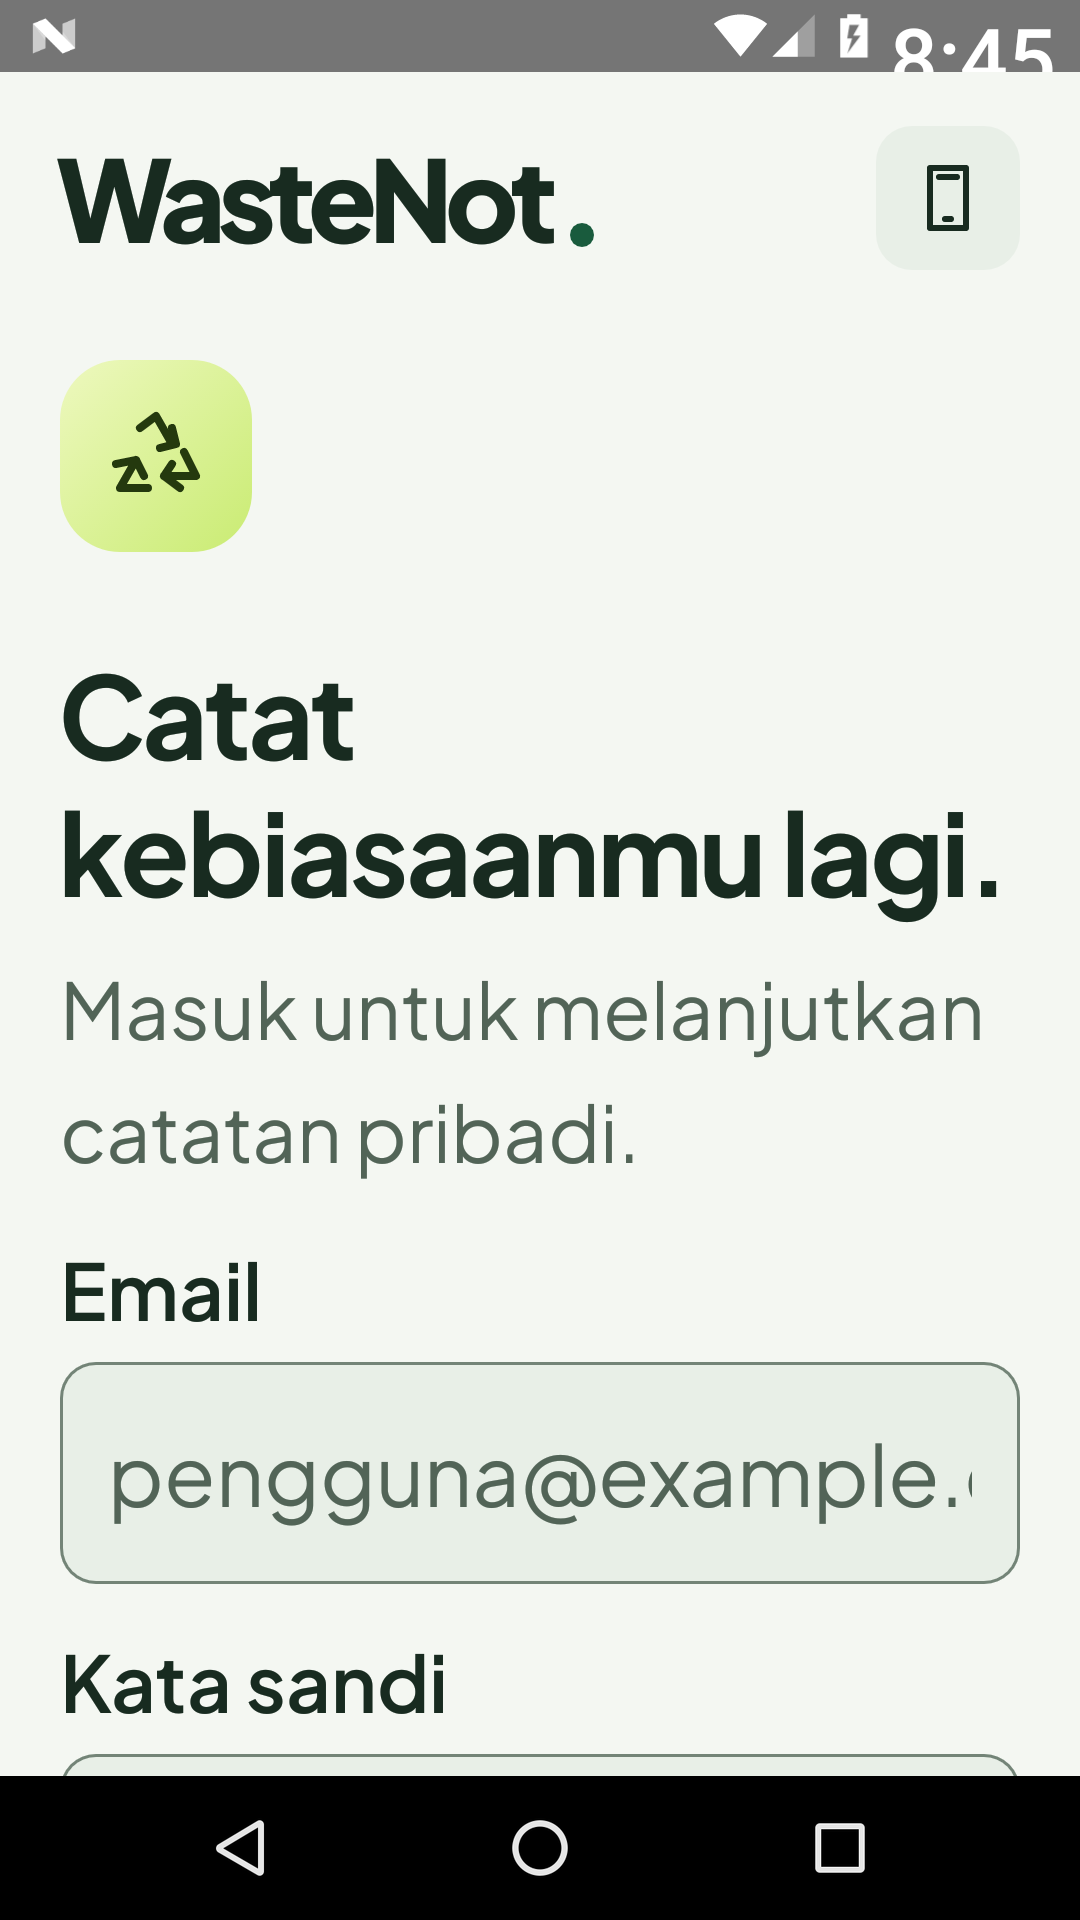 8:45
WasteNot.
Catat
kebiasaanmu lagi.
Masuk untuk melanjutkan
catatan pribadi.
Email
pengguna@example.
Kata sandi